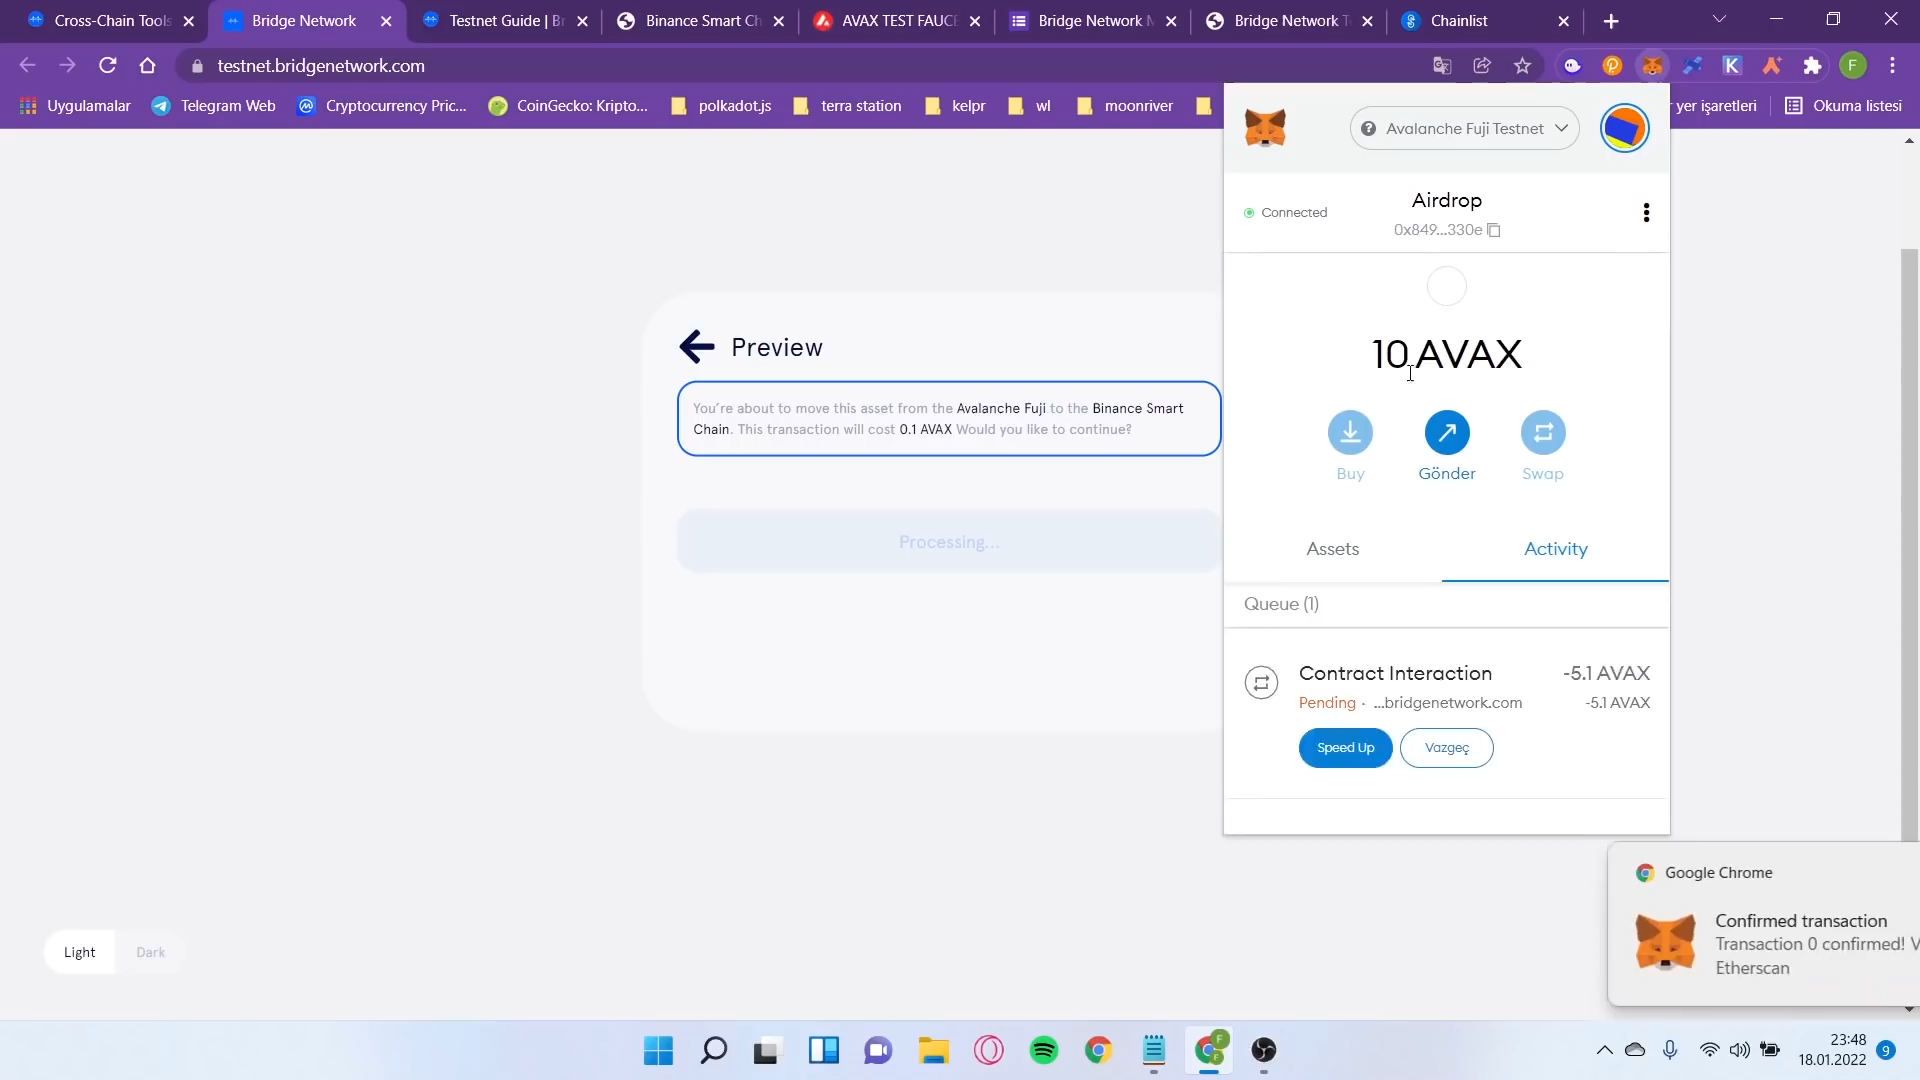 Cross-Chain Tools
Bridge Network
Testnet Guide | Br
Binance Smart Ch
AVAX TEST FAUCE
Bridge Network M
Bridge Network T
Chainlist
testnet.bridgenetwork.com
F
Uygulamalar
Telegram Web
Cryptocurrency Pric...
CoinGecko: Kripto...
polkadot.js
terra station
kelpr
wl
moonriver
r yer işaretleri
Okuma listesi
Avalanche Fuji Testnet
Connected
Airdrop
0x849...330e
10 AVAX
Buy
Gönder
Swap
Assets
Activity
Queue (1)
Contract Interaction
-5.1 AVAX
Pending · ...bridgenetwork.com
-5.1 AVAX
Speed Up
Vazgeç
Preview
You're about to move this asset from the Avalanche Fuji to the Binance Smart
Chain. This transaction will cost 0.1 AVAX Would you like to continue?
Processing...
Light
Dark
Google Chrome
Confirmed transaction
Transaction 0 confirmed! V
Etherscan
23:48
18.01.2022
9